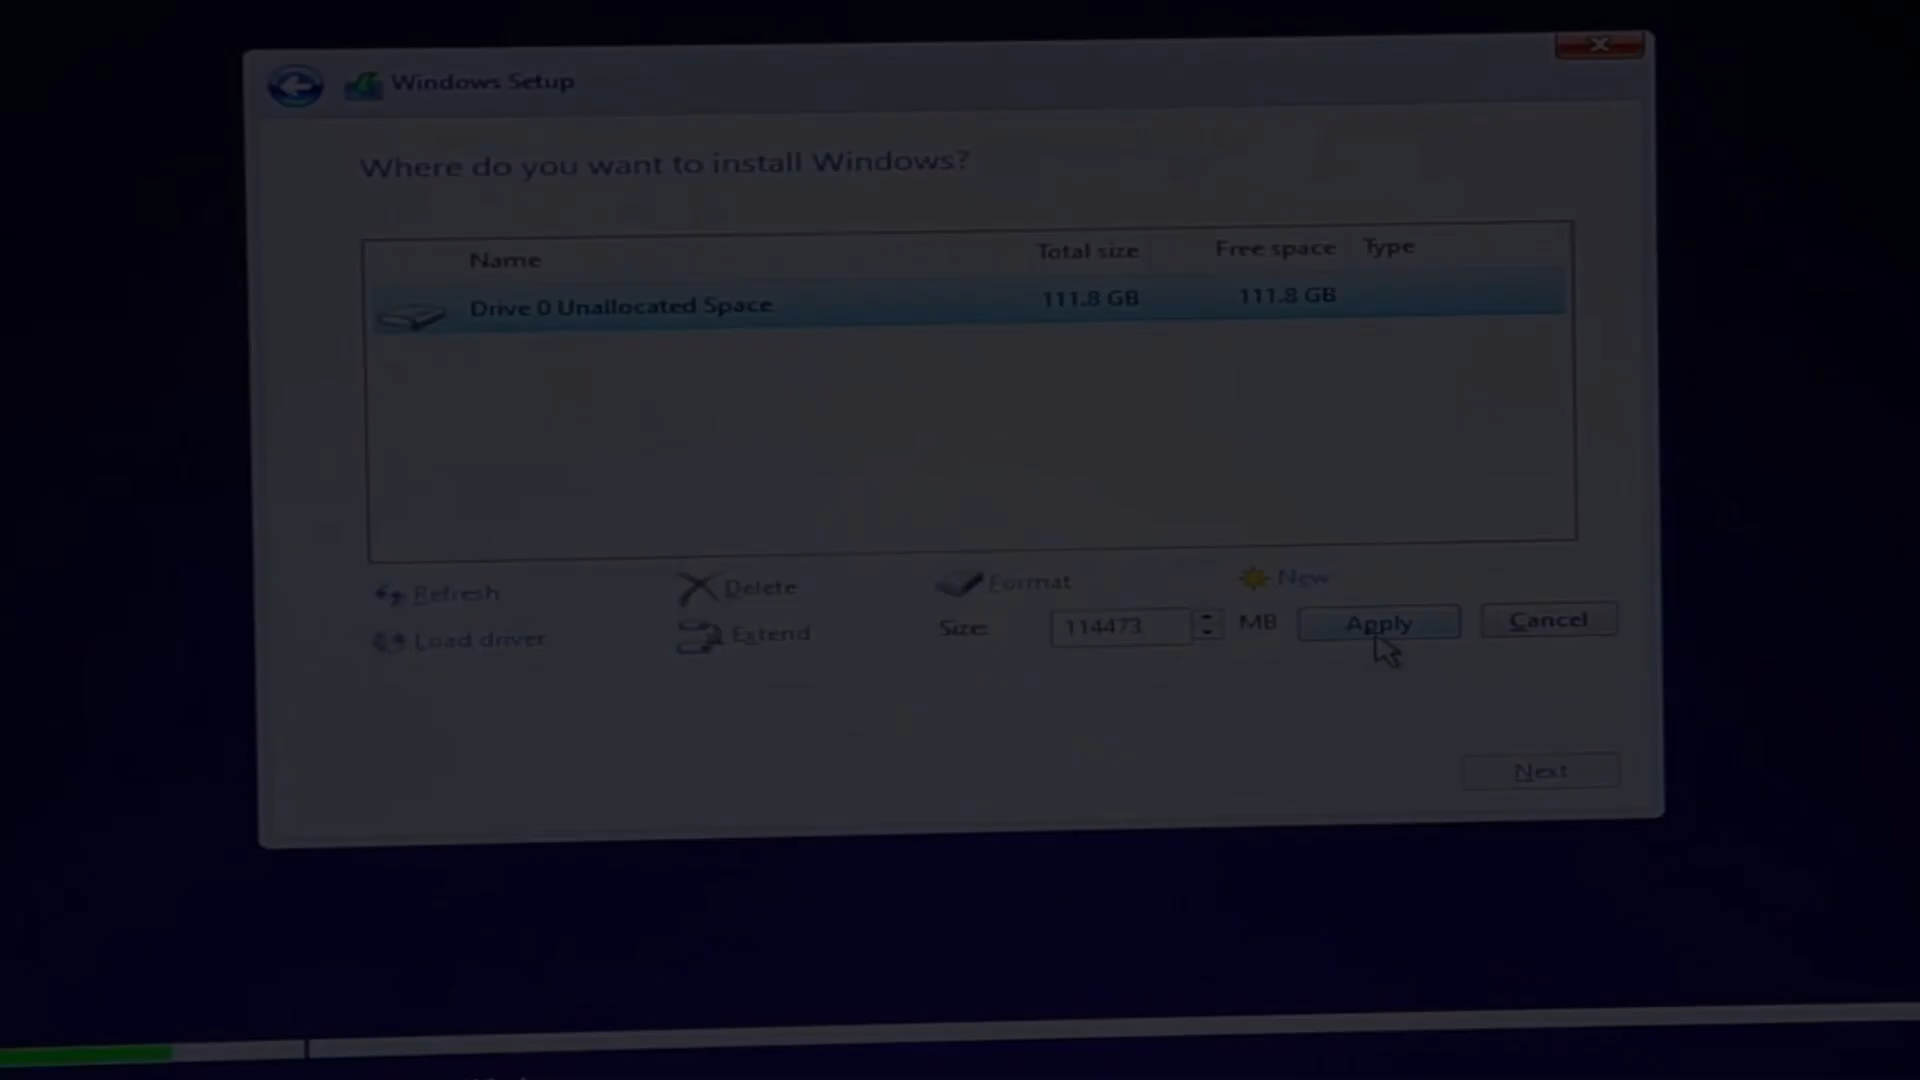 Windows Setup
Where do you want to install Windows?
Name Total size Free space Type
Drive 0 Unallocated Space 111.8 GB 111.8 GB
Refresh Delete Format New
Load driver Extend Size: 114473 MB Apply Cancel
Next